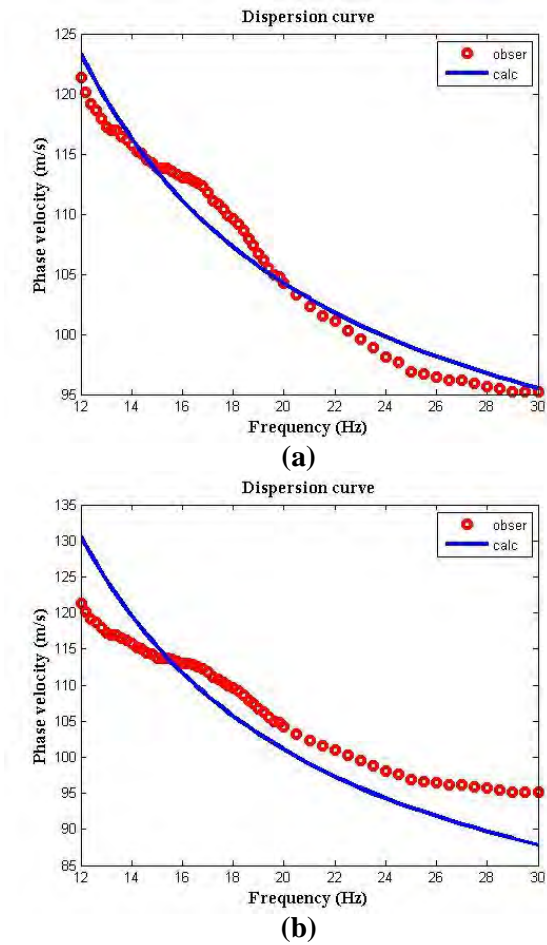 Dispersion curve
125
120
115
110
105
100
95
Phase velocity (m/s)
obser
calc
12 14 16 18 20 22 24 26 28 30
Frequency (Hz)
(a)
Dispersion curve
135
130
125
120
115
110
105
100
95
90
85
Phase velocity (m/s)
obser
calc
12 14 16 18 20 22 24 26 28 30
Frequency (Hz)
(b)